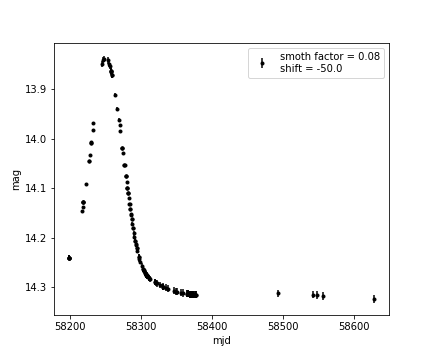 smoth factor = 0.08
shift = -50.0
13.9
14.0
14.1
14.2
14.3
mag
58200 58300 58400 58500 58600
mjd